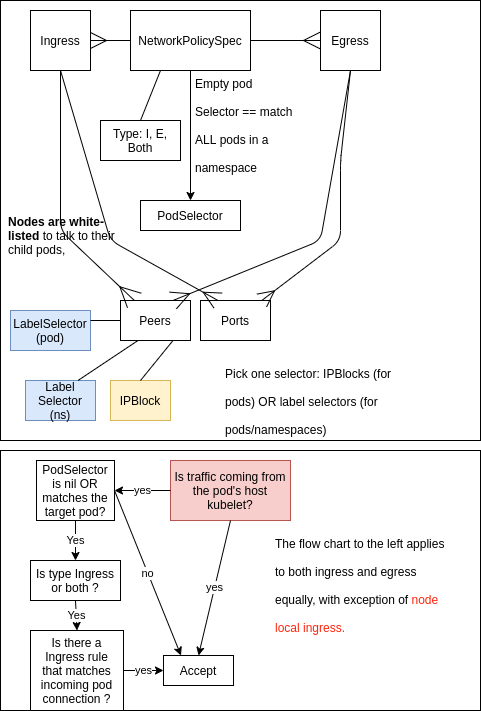 Ingress
NetworkPolicySpec
Egress
Empty pod
Selector == match
ALL pods in a
namespace
Type: I, E,
Both
PodSelector
Nodes are white-
listed to talk to their
child pods,
Peers
Ports
LabelSelector
(pod)
Label
Selector
(ns)
IPBlock
Pick one selector: IPBlocks (for
pods) OR label selectors (for
pods/namespaces)
PodSelector
is nil OR
matches the
target pod?
yes
Is traffic coming from
the pod's host
kubelet?
Yes
The flow chart to the left applies
to both ingress and egress
equally, with exception of node
local ingress.
Is type Ingress
or both ?
no
yes
Yes
Is there a
Ingress rule
that matches
incoming pod
connection ?
yes
Accept